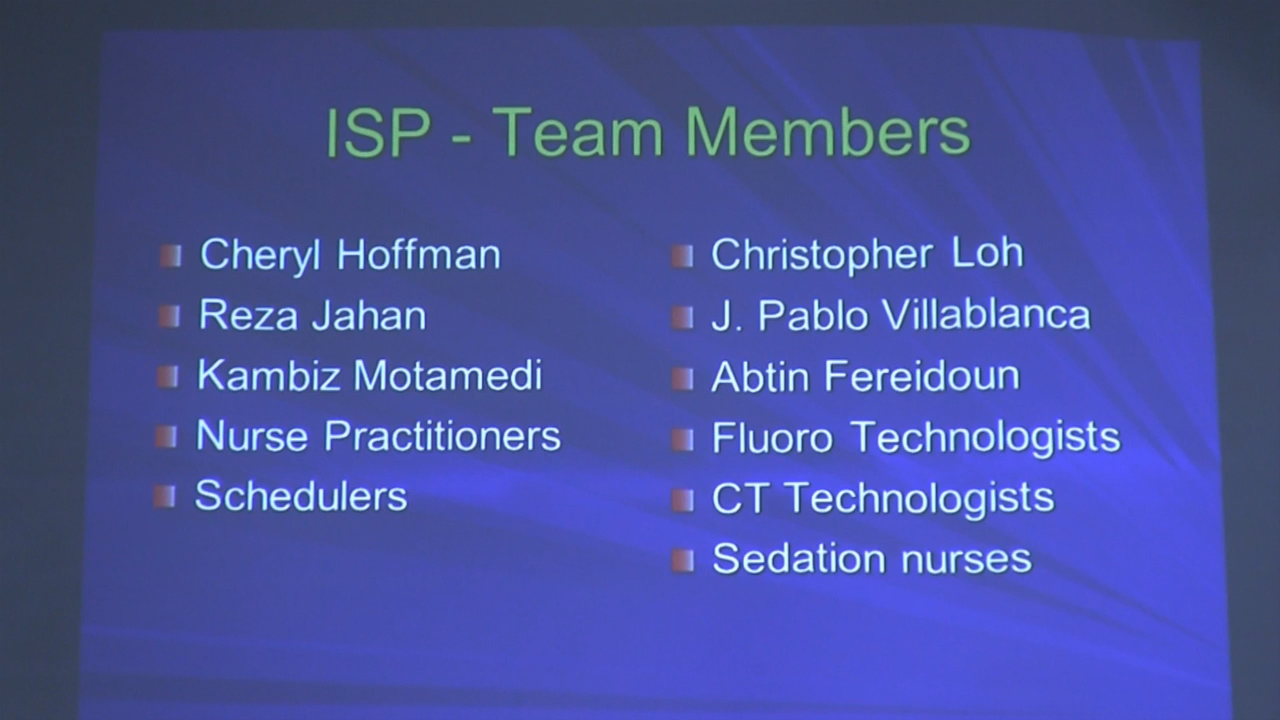 ISP - Team Members
Cheryl Hoffman
Reza Jahan
Kambiz Motamedi
Nurse Practitioners
Schedulers
Christopher Loh
J. Pablo Villablanca
Abtin Fereidoun
Fluoro Technologists
CT Technologists
Sedation nurses